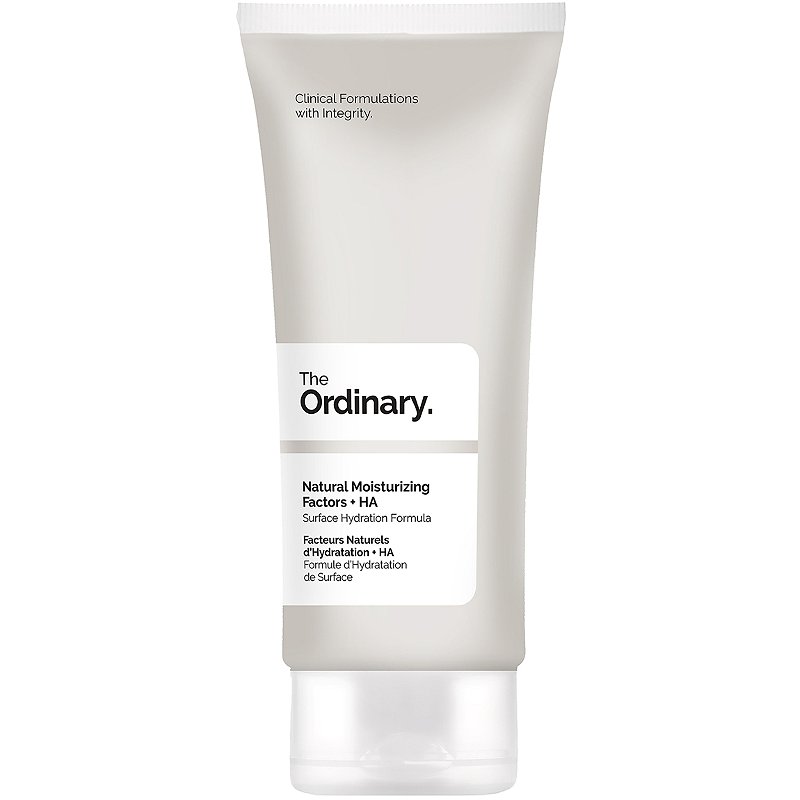 Clinical Formulations
with Integrity.
The
Ordinary.
Natural Moisturizing
Factors + HA
Surface Hydration Formula
Facteurs Naturels
d'Hydratation + HA
Formule d'Hydratation
de Surface